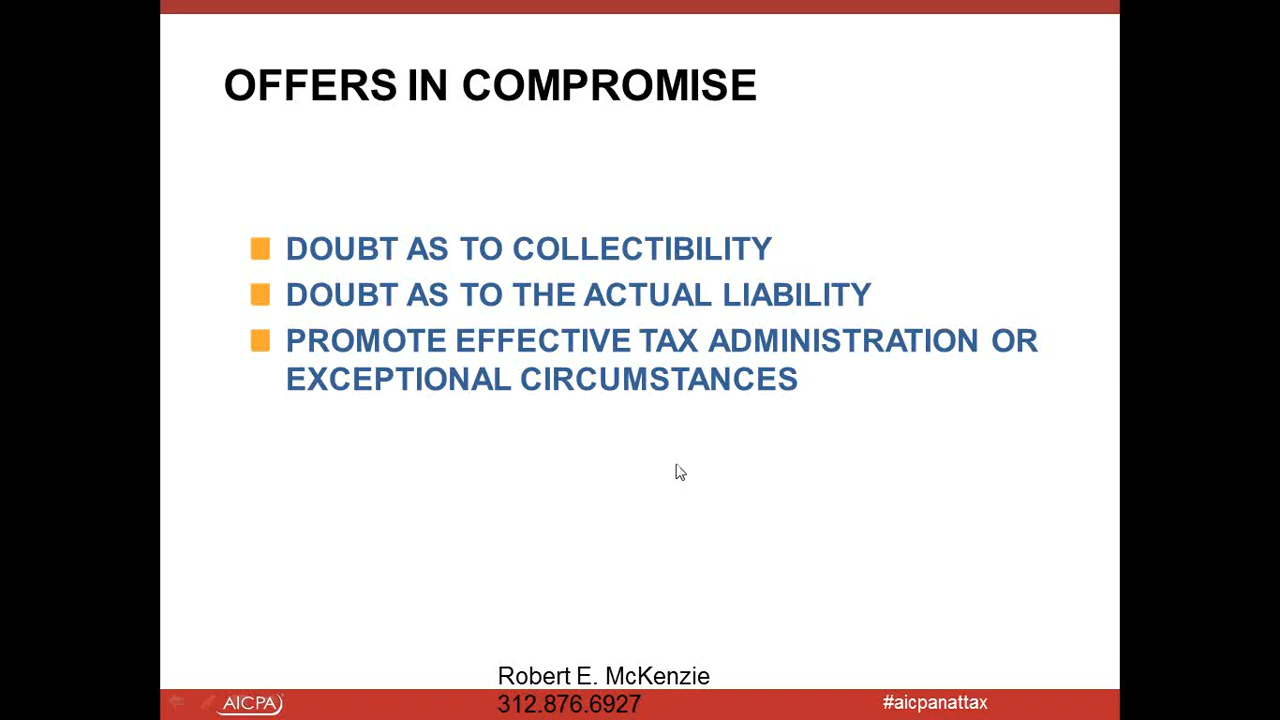 OFFERS IN COMPROMISE
DOUBT AS TO COLLECTIBILITY
DOUBT AS TO THE ACTUAL LIABILITY
PROMOTE EFFECTIVE TAX ADMINISTRATION OR
EXCEPTIONAL CIRCUMSTANCES
Robert E. McKenzie
312.876.6927
AICPA
#aicpanattax